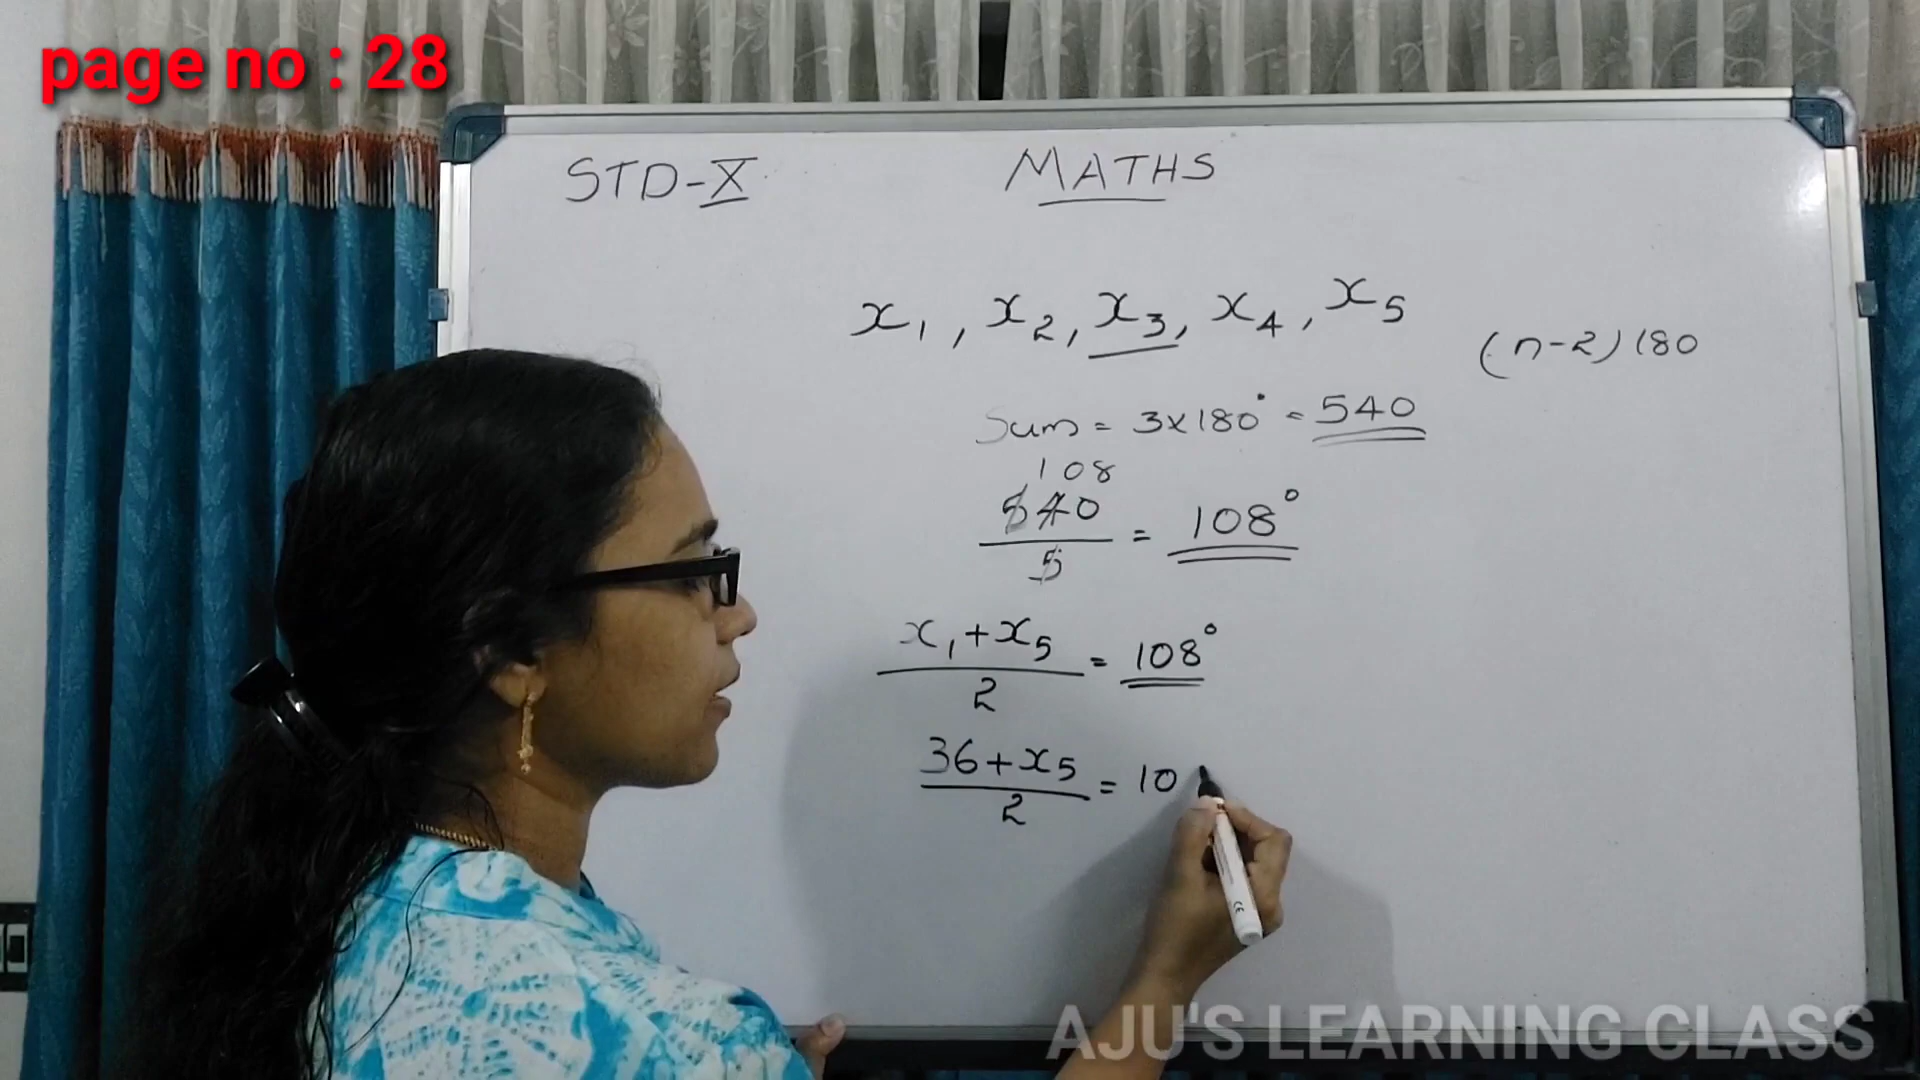 page no : 28
STD-X
MATHS
x₁, x₂, x₃, x₄, x₅
(n-2)180
Sum = 3x180° = 540
108
540/5 = 108°
x₁+x₅/2 = 108°
36+x₅/2 = 10
CE
AJU'S LEARNING CLASS